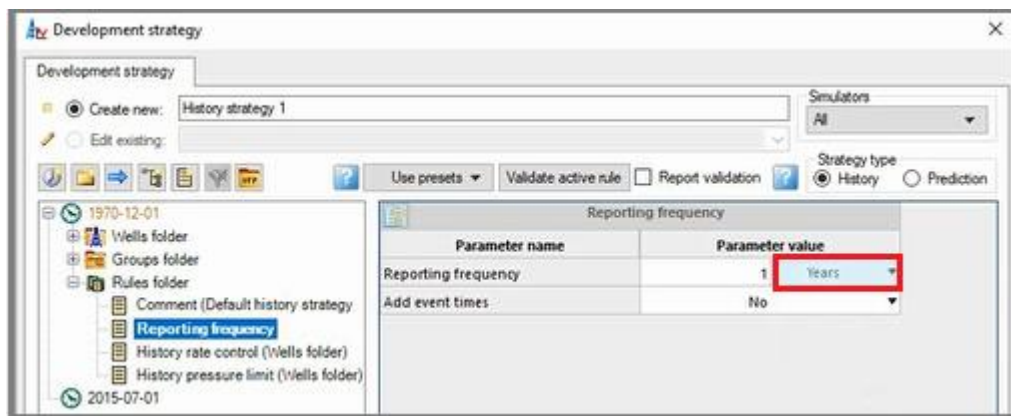 Development strategy
Development strategy
Create new: History strategy 1
Simulators
All
Edit existing:
Use presets Validate active rule Report validation
Strategy type
History Prediction
1970-12-01
Wells folder
Groups folder
Rules folder
Comment (Default history strategy
Reporting frequency
History rate control (Wells folder)
History pressure limit (Wells folder)
2015-07-01
Reporting frequency
Parameter name Parameter value
Reporting frequency 1 Years
Add event times No